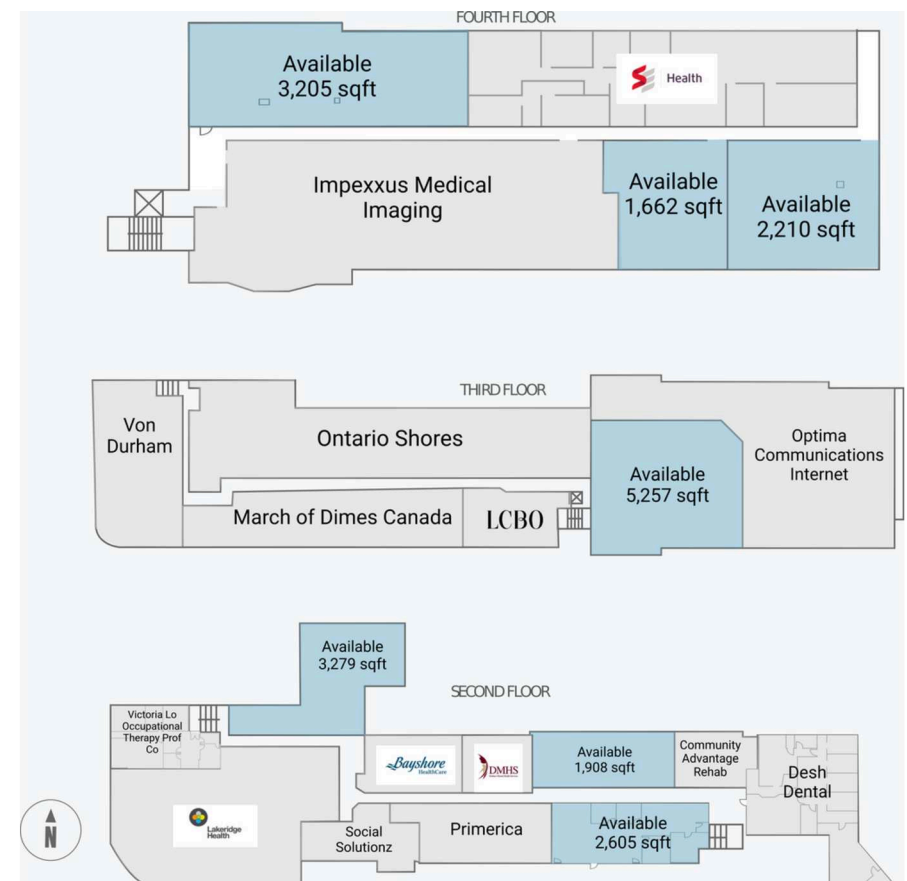 FOURTH FLOOR
Available
3,205 sqft
Health
Impexxus Medical
Imaging
Available
1,662 sqft
Available
2,210 sqft
THIRD FLOOR
Von
Durham
Ontario Shores
Available
5,257 sqft
Optima
Communications
Internet
March of Dimes Canada
LCBO
Available
3,279 sqft
SECOND FLOOR
Victoria Lo
Occupational
Therapy Prof
Co
Bayshore
HealthCare
DMHS
Available
1,908 sqft
Community
Advantage
Rehab
Desh
Dental
Lakeridge
Health
Social
Solutionz
Primerica
Available
2,605 sqft
N